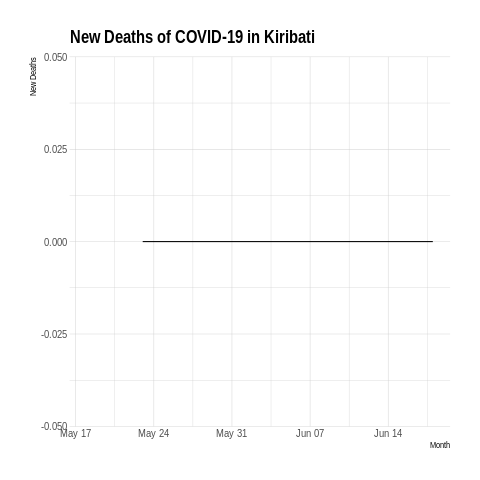 New Deaths of COVID-19 in Kiribati
New Deaths
0.050
0.025
0.000
-0.025
-0.050
May 17 May 24 May 31 Jun 07 Jun 14
Month